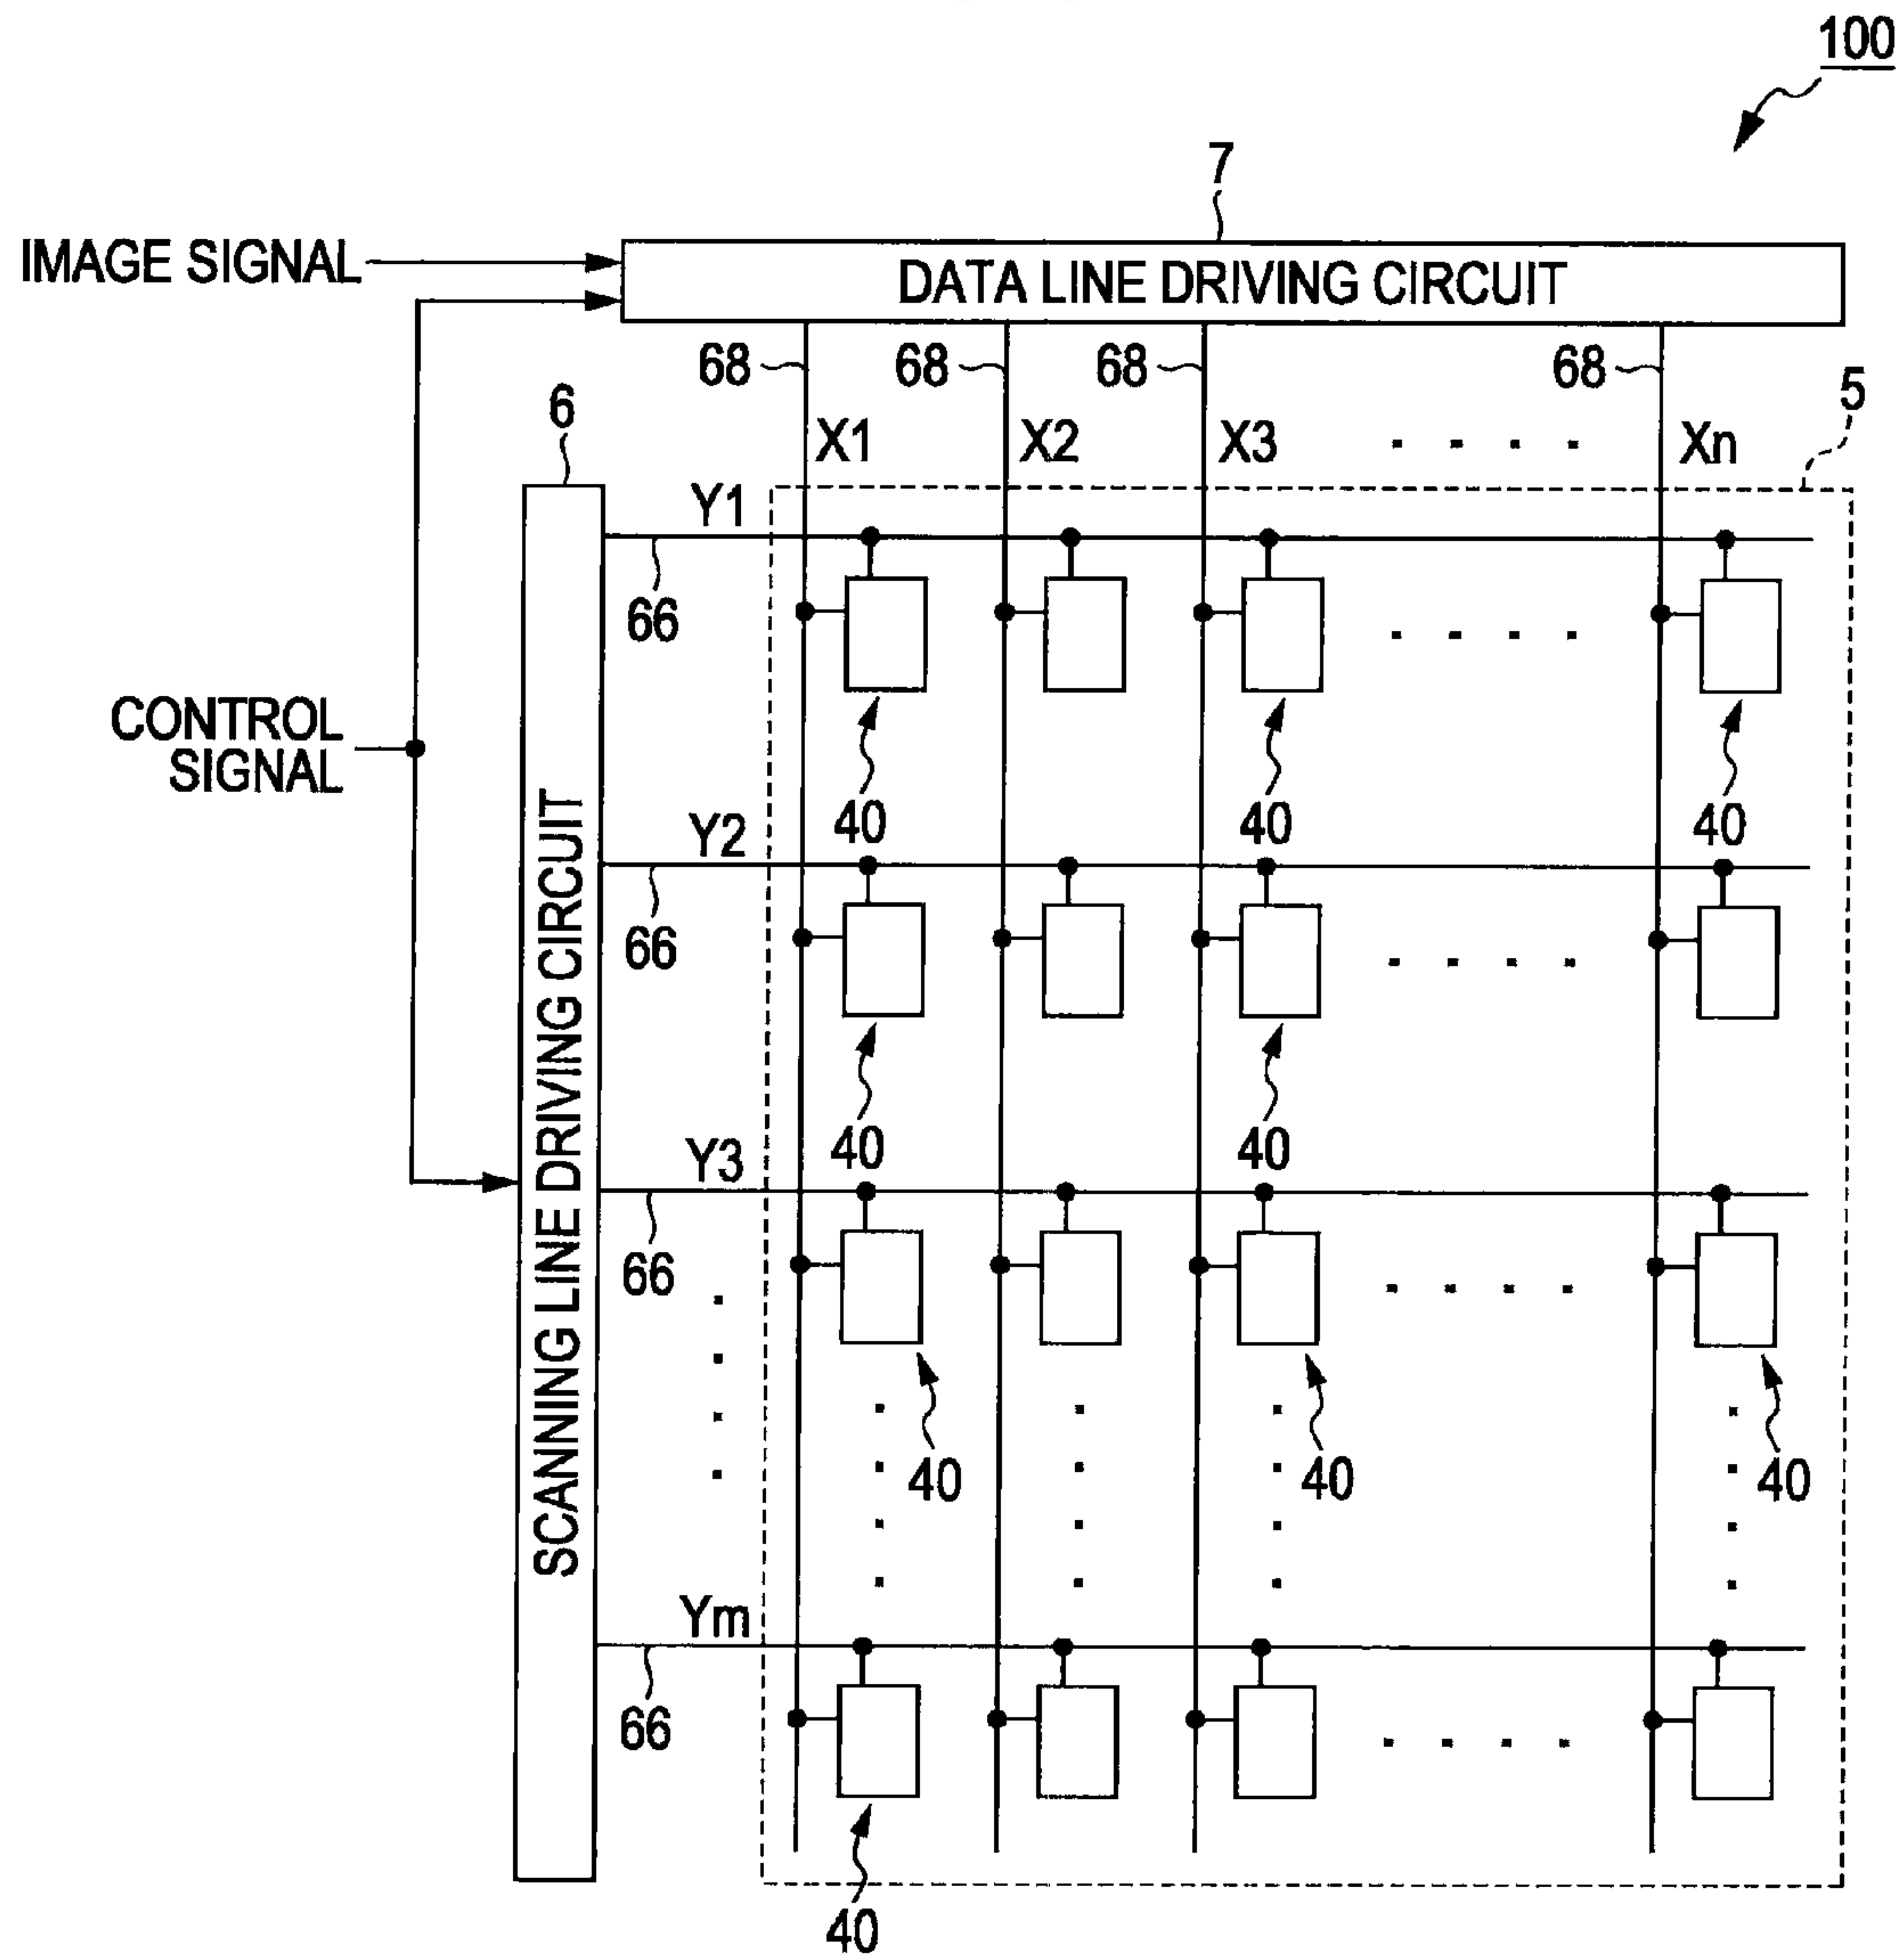 100
7
IMAGE SIGNAL
DATA LINE DRIVING CIRCUIT
68 68 68 68
6
5
X1 X2 X3 . . . . Xn
Y1
66
. . . .
CONTROL
SIGNAL
40 40 40
SCANNING LINE DRIVING CIRCUIT
Y2
66
. . . .
40 40
Y3
66
. . . .
40 40 40
Ym
66
. . . .
40